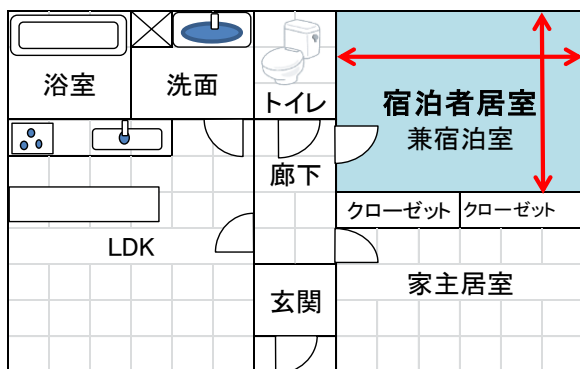 浴室
洗面
トイレ
宿泊者居室
兼宿泊室
廊下
クローゼット
クローゼット
LDK
玄関
家主居室